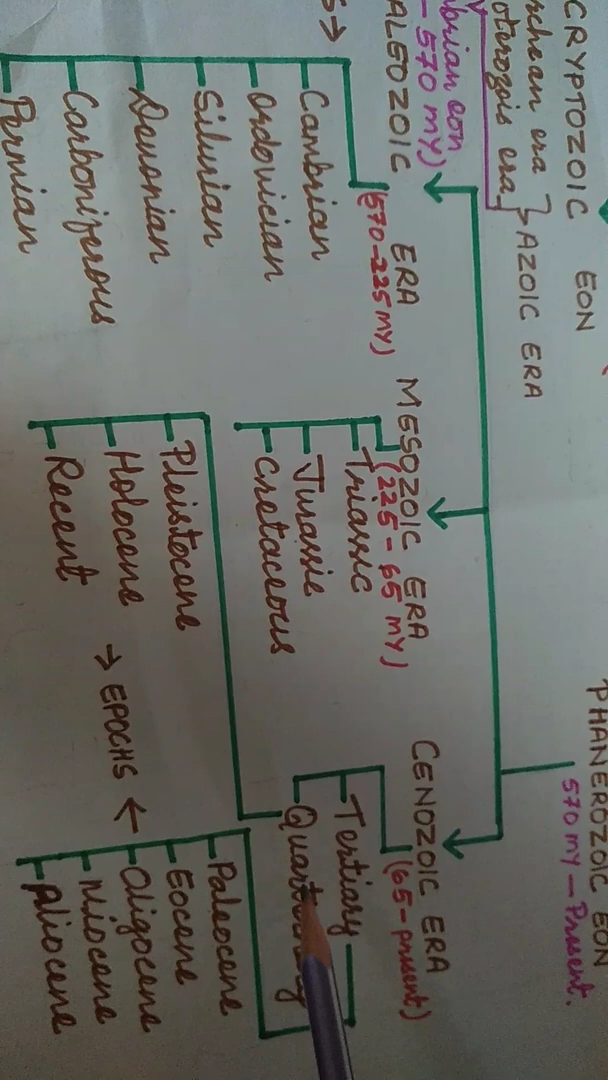 CRYPTOZOIC EON
PHANEROZOIC EON
570 my - Present.
rchean era
oterozois era
AZOIC ERA
mbrian eon
- 570 MY)
ALEOZOIC ERA
(570-225 MY)
MESOZOIC ERA
(225 - 65 MY)
CENOZOIC ERA
(65-present)
S →
Cambrian
Ordovician
Silurian
Devonian
Carboniferous
Permian
Triassic
Jurassic
Cretaceous
Tertiary
Pleistocene
Holocene
Recent
→ EPOCHS ←
Paleocene
Eocene
Oligocene
Miocene
Pliocene